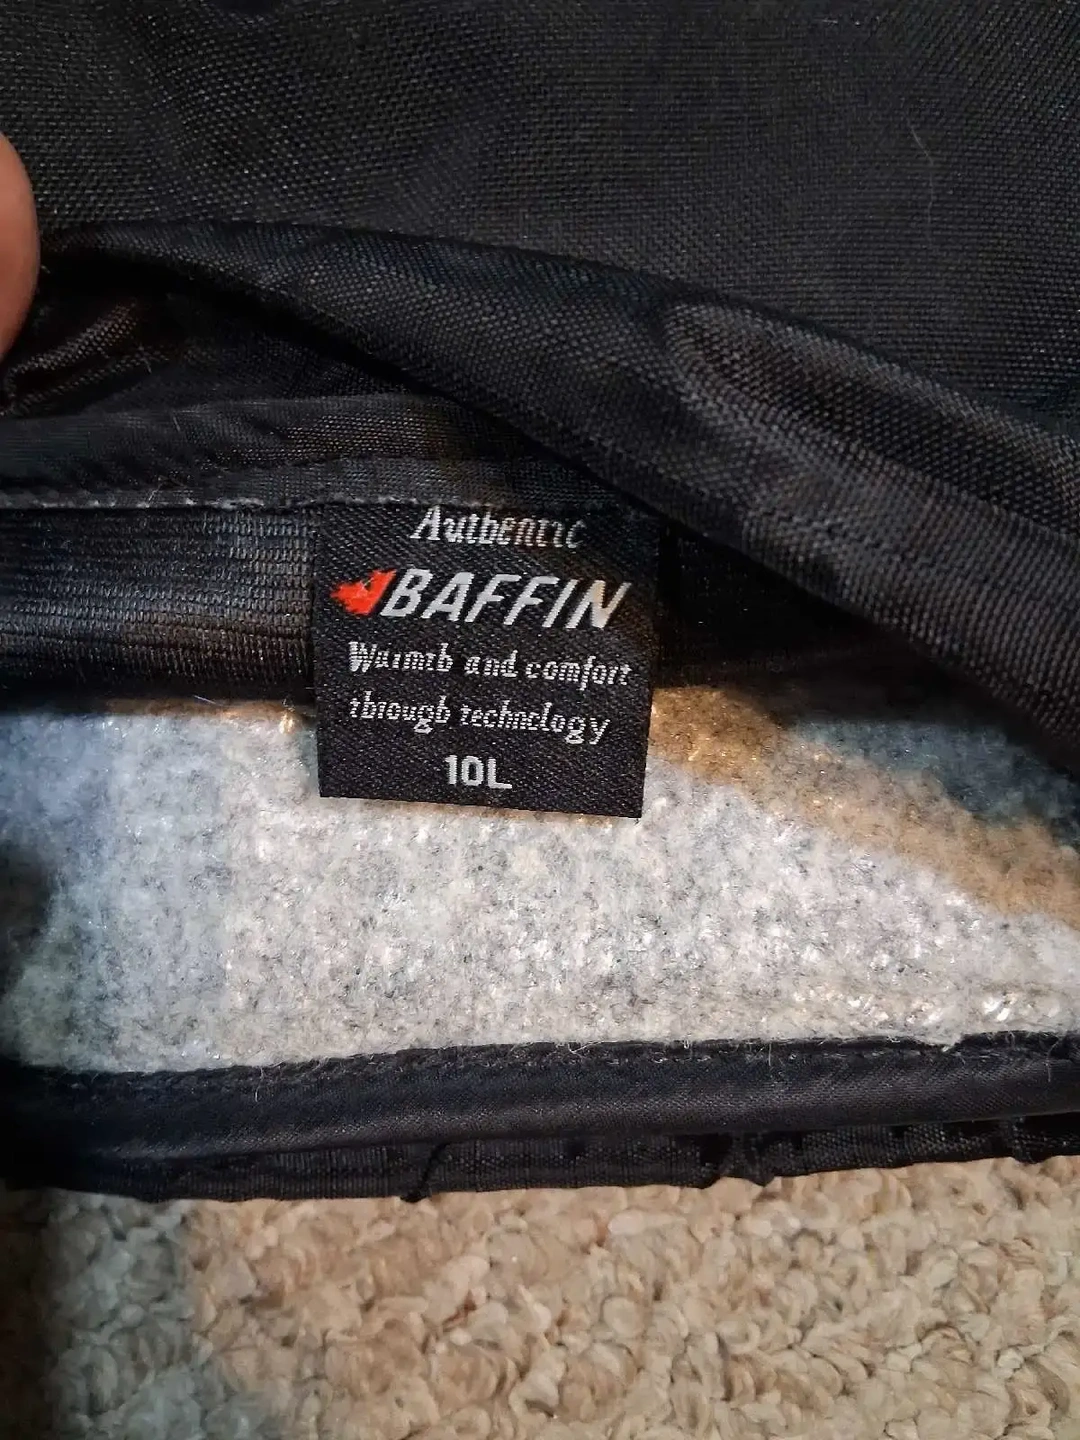 Authentic
BAFFIN
Warmth and comfort
through technology
10L